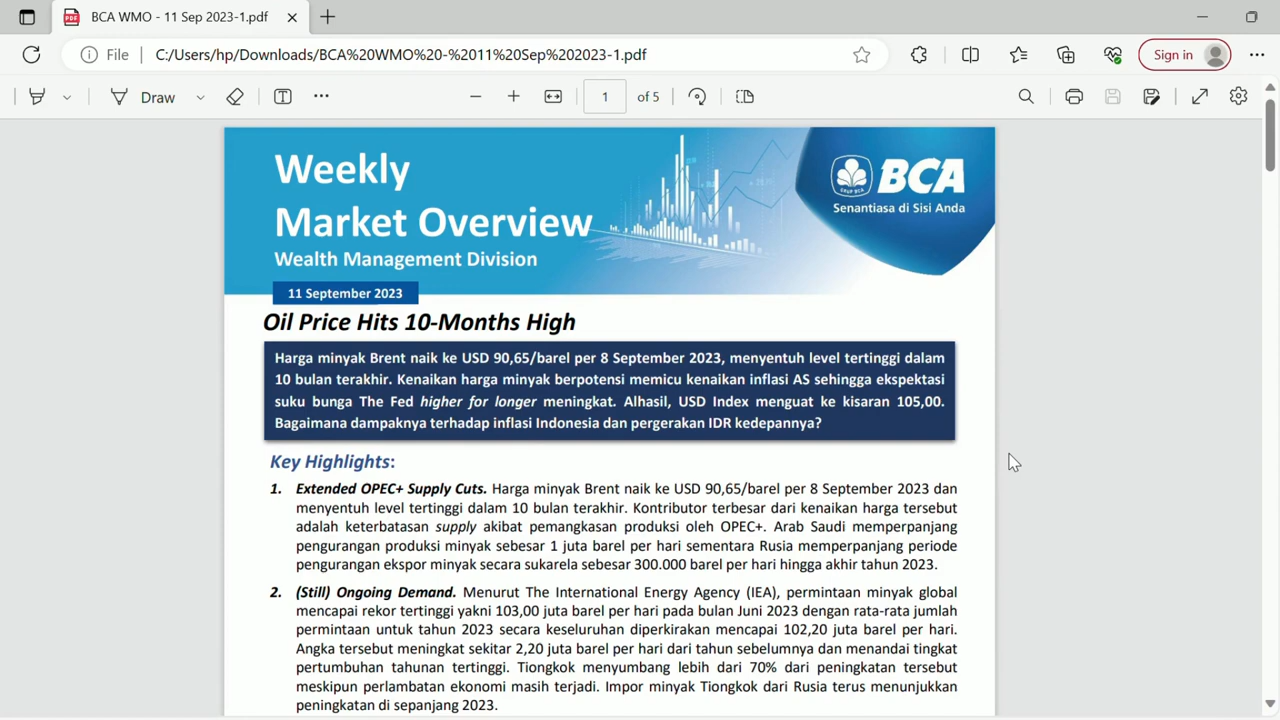 BCA WMO - 11 Sep 2023-1.pdf
File
C:/Users/hp/Downloads/BCA%20WMO%20-%2011%20Sep%202023-1.pdf
Sign in
Draw
1 of 5
Weekly
Market Overview
Wealth Management Division
11 September 2023
BCA
Senantiasa di Sisi Anda
Oil Price Hits 10-Months High
Harga minyak Brent naik ke USD 90,65/barel per 8 September 2023, menyentuh level tertinggi dalam
10 bulan terakhir. Kenaikan harga minyak berpotensi memicu kenaikan inflasi AS sehingga ekspektasi
suku bunga The Fed higher for longer meningkat. Alhasil, USD Index menguat ke kisaran 105,00.
Bagaimana dampaknya terhadap inflasi Indonesia dan pergerakan IDR kedepannya?
Key Highlights:
1. Extended OPEC+ Supply Cuts. Harga minyak Brent naik ke USD 90,65/barel per 8 September 2023 dan
menyentuh level tertinggi dalam 10 bulan terakhir. Kontributor terbesar dari kenaikan harga tersebut
adalah keterbatasan supply akibat pemangkasan produksi oleh OPEC+. Arab Saudi memperpanjang
pengurangan produksi minyak sebesar 1 juta barel per hari sementara Rusia memperpanjang periode
pengurangan ekspor minyak secara sukarela sebesar 300.000 barel per hari hingga akhir tahun 2023.
2. (Still) Ongoing Demand. Menurut The International Energy Agency (IEA), permintaan minyak global
mencapai rekor tertinggi yakni 103,00 juta barel per hari pada bulan Juni 2023 dengan rata-rata jumlah
permintaan untuk tahun 2023 secara keseluruhan diperkirakan mencapai 102,20 juta barel per hari.
Angka tersebut meningkat sekitar 2,20 juta barel per hari dari tahun sebelumnya dan menandai tingkat
pertumbuhan tahunan tertinggi. Tiongkok menyumbang lebih dari 70% dari peningkatan tersebut
meskipun perlambatan ekonomi masih terjadi. Impor minyak Tiongkok dari Rusia terus menunjukkan
peningkatan di sepanjang 2023.